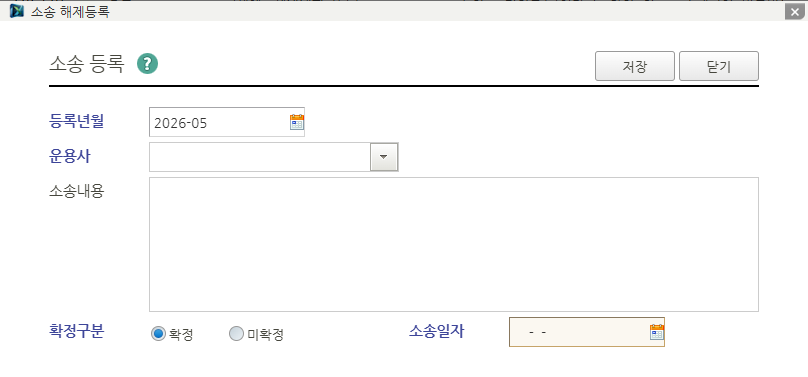 소송 해제등록
소송 등록 ?
저장 닫기
등록년월 2026-05
운용사
소송내용
확정구분 확정 미확정 소송일자 - -